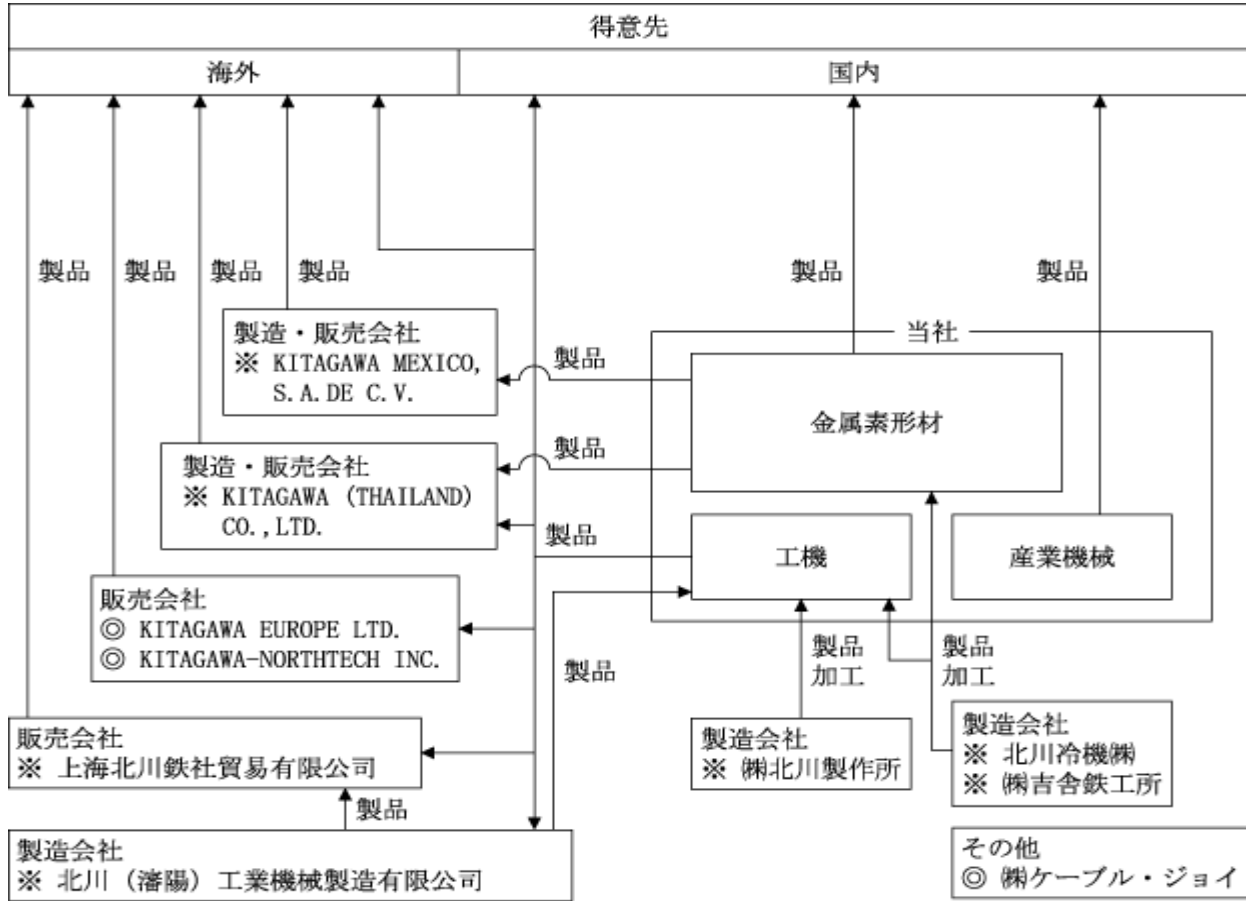 得意先
海外
国内
製品
製品
製品
製品
製品
製品
製造・販売会社
※ KITAGAWA MEXICO,
S.A.DE C.V.
製品
当社
金属素形材
製造・販売会社
※ KITAGAWA (THAILAND)
CO.,LTD.
製品
製品
工機
産業機械
販売会社
◎ KITAGAWA EUROPE LTD.
◎ KITAGAWA-NORTHTECH INC.
製品
製品
加工
製品
加工
販売会社
※ 上海北川鉄社貿易有限公司
製品
製造会社
※ ㈱北川製作所
製造会社
※ 北川冷機㈱
※ ㈱吉舎鉄工所
製造会社
※ 北川（瀋陽）工業機械製造有限公司
その他
◎ ㈱ケーブル・ジョイ